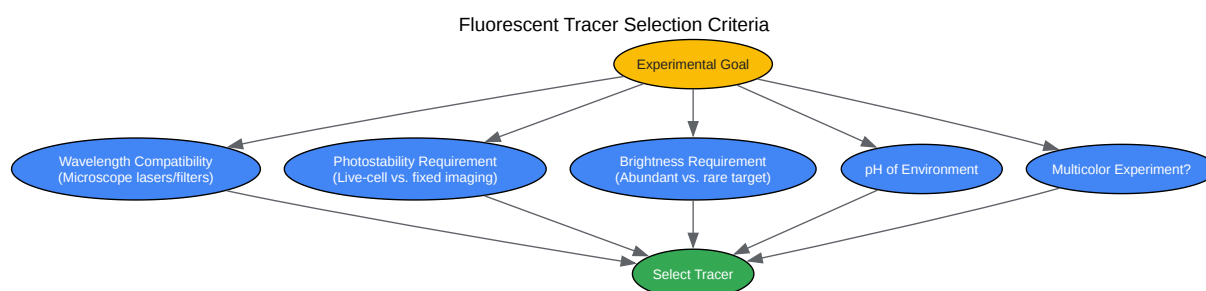 Fluorescent Tracer Selection Criteria
Experimental Goal
Wavelength Compatibility
(Microscope lasers/filters)
Photostability Requirement
(Live-cell vs. fixed imaging)
Brightness Requirement
(Abundant vs. rare target)
pH of Environment
Multicolor Experiment?
Select Tracer